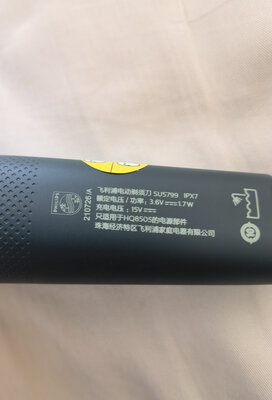 飞利浦电动剃须刀 SU5799 IPX7
额定电压/功率: 3.6V⎓1.7W
充电电压: 15V⎓
只适用于HQ8505的电源部件
珠海经济特区飞利浦家庭电器有限公司
210726/A
PHILIPS